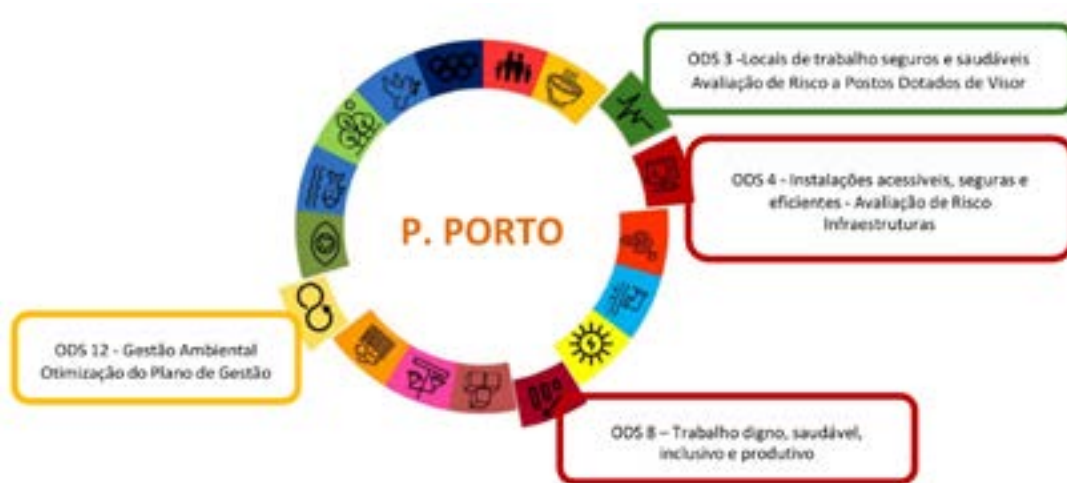 ODS 3 -Locais de trabalho seguros e saudáveis
Avaliação de Risco a Postos Dotados de Visor
ODS 4 - Instalações acessíveis, seguras e
eficientes - Avaliação de Risco
Infraestruturas
P. PORTO
ODS 12 - Gestão Ambiental
Otimização do Plano de Gestão
ODS 8 – Trabalho digno, saudável,
inclusivo e produtivo